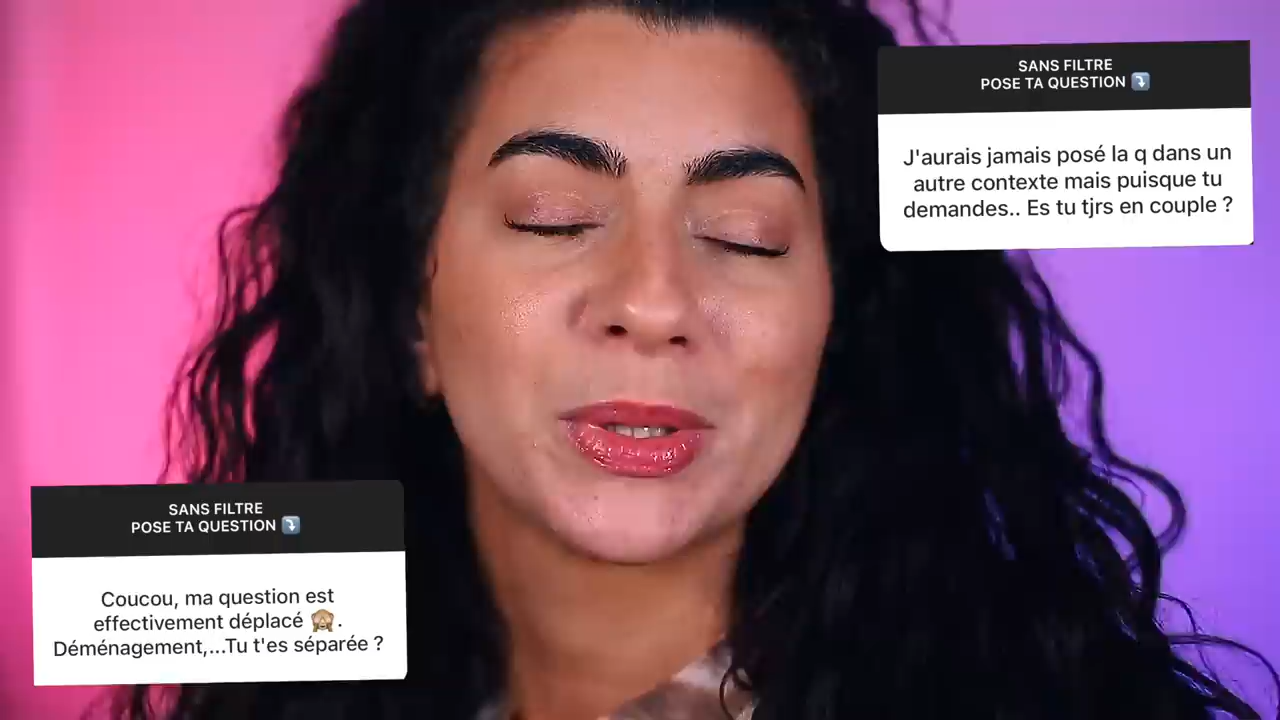 SANS FILTRE
POSE TA QUESTION ⤵️
J'aurais jamais posé la q dans un
autre contexte mais puisque tu
demandes.. Es tu tjrs en couple ?
SANS FILTRE
POSE TA QUESTION ⤵️
Coucou, ma question est
effectivement déplacé 🙈.
Déménagement,...Tu t'es séparée ?